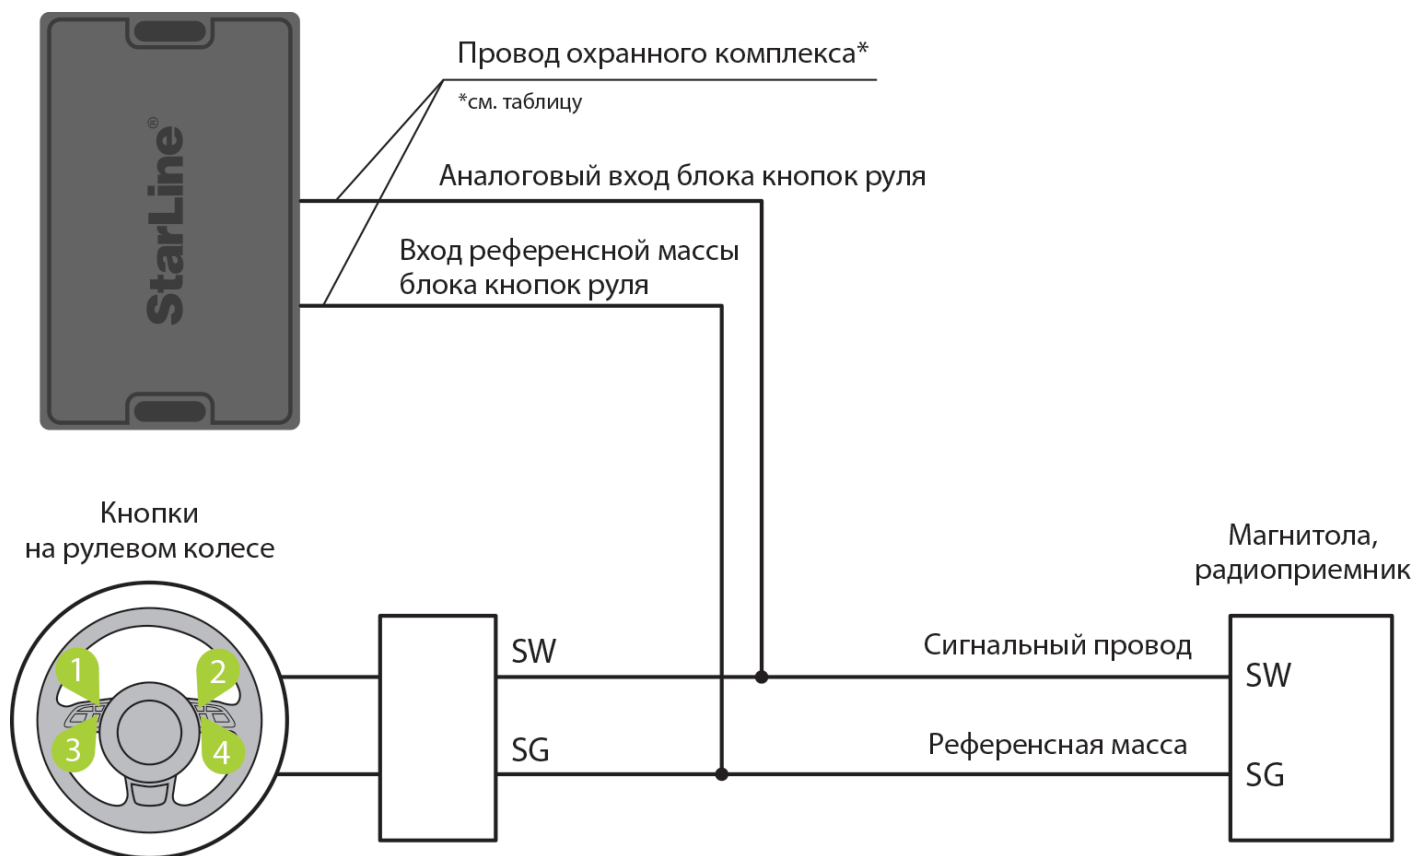 StarLine®
Провод охранного комплекса*
*см. таблицу
Аналоговый вход блока кнопок руля
Вход референсной массы
блока кнопок руля
Кнопки
на рулевом колесе
1
2
3
4
SW
SG
Сигнальный провод
Референсная масса
Магнитола,
радиоприемник
SW
SG